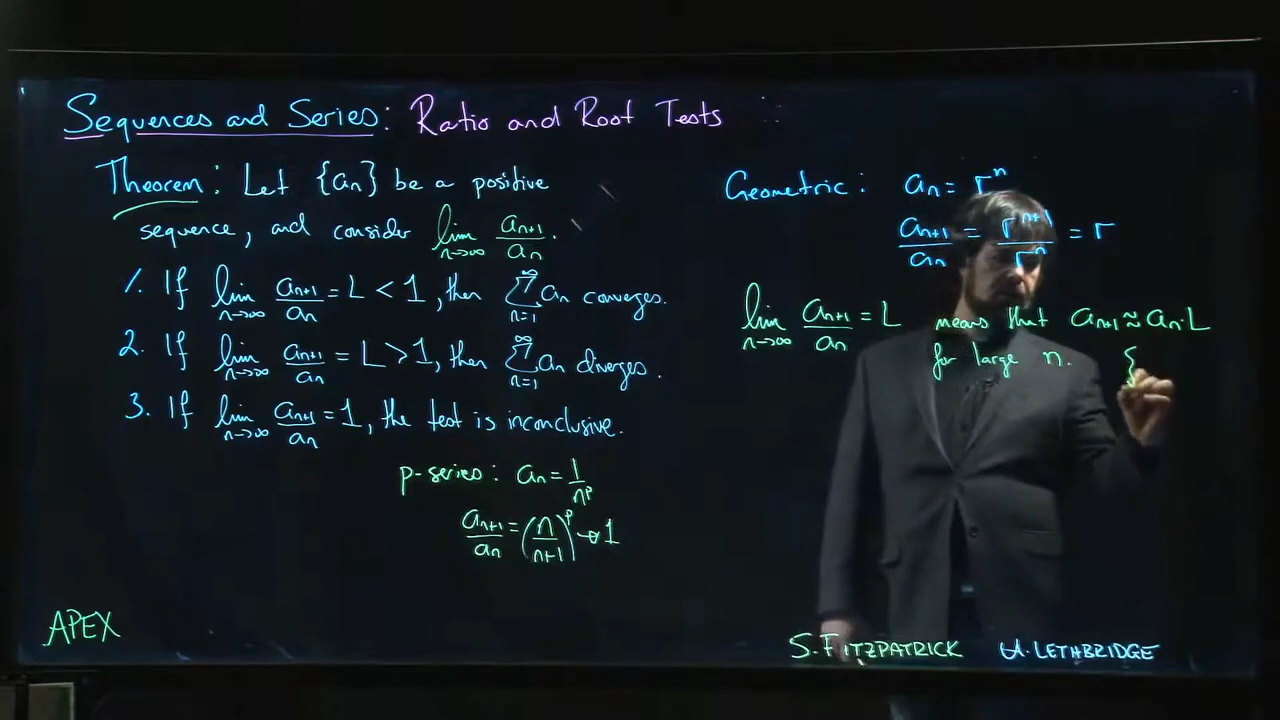 Sequences and Series: Ratio and Root Tests
Theorem: Let {aₙ} be a positive
sequence, and consider lim n→∞ aₙ₊₁/aₙ.
1. If lim n→∞ aₙ₊₁/aₙ = L < 1, then ∑ n=1 ∞ aₙ converges.
2. If lim n→∞ aₙ₊₁/aₙ = L > 1, then ∑ n=1 ∞ aₙ diverges.
3. If lim n→∞ aₙ₊₁/aₙ = 1, the test is inconclusive.
p-series: aₙ = 1/nᵖ
aₙ₊₁/aₙ = (n/n+1)ᵖ → 1
Geometric: aₙ = rⁿ
aₙ₊₁/aₙ = rⁿ⁺¹/rⁿ = r
lim n→∞ aₙ₊₁/aₙ = L means that aₙ₊₁ ≈ aₙ·L
for large n.
APEX
S. FITZPATRICK U. LETHBRIDGE